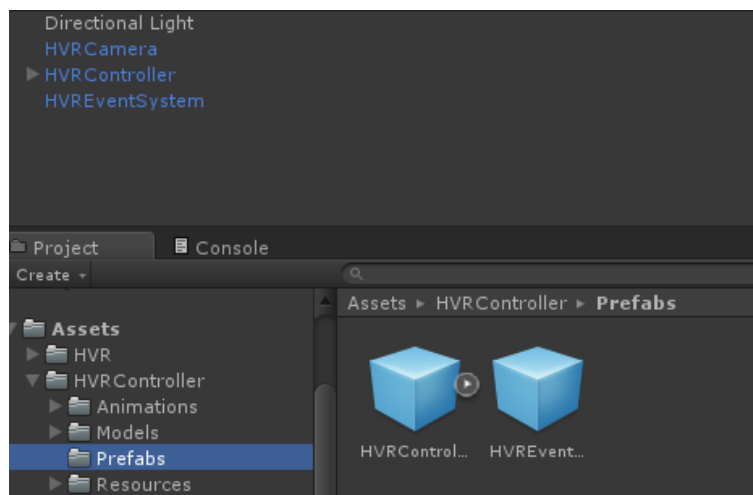 Directional Light
HVRCamera
HVRController
HVREventSystem
Project
Console
Create
Assets
HVR
HVRController
Animations
Models
Prefabs
Resources
Assets ▸ HVRController ▸ Prefabs
HVRControl...
HVREvent...